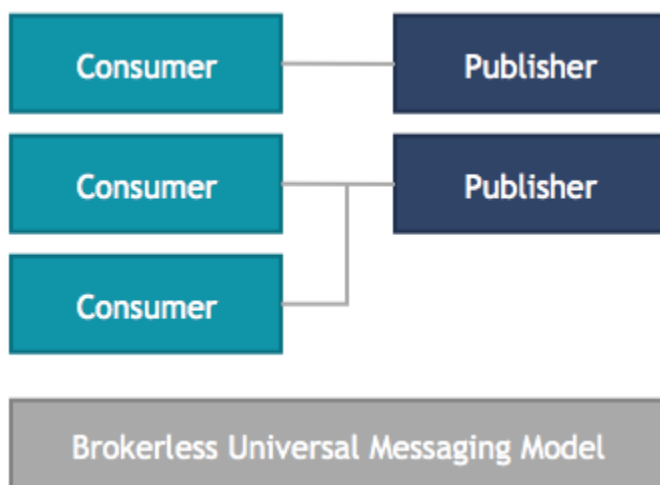 Consumer
Publisher
Consumer
Publisher
Consumer
Brokerless Universal Messaging Model